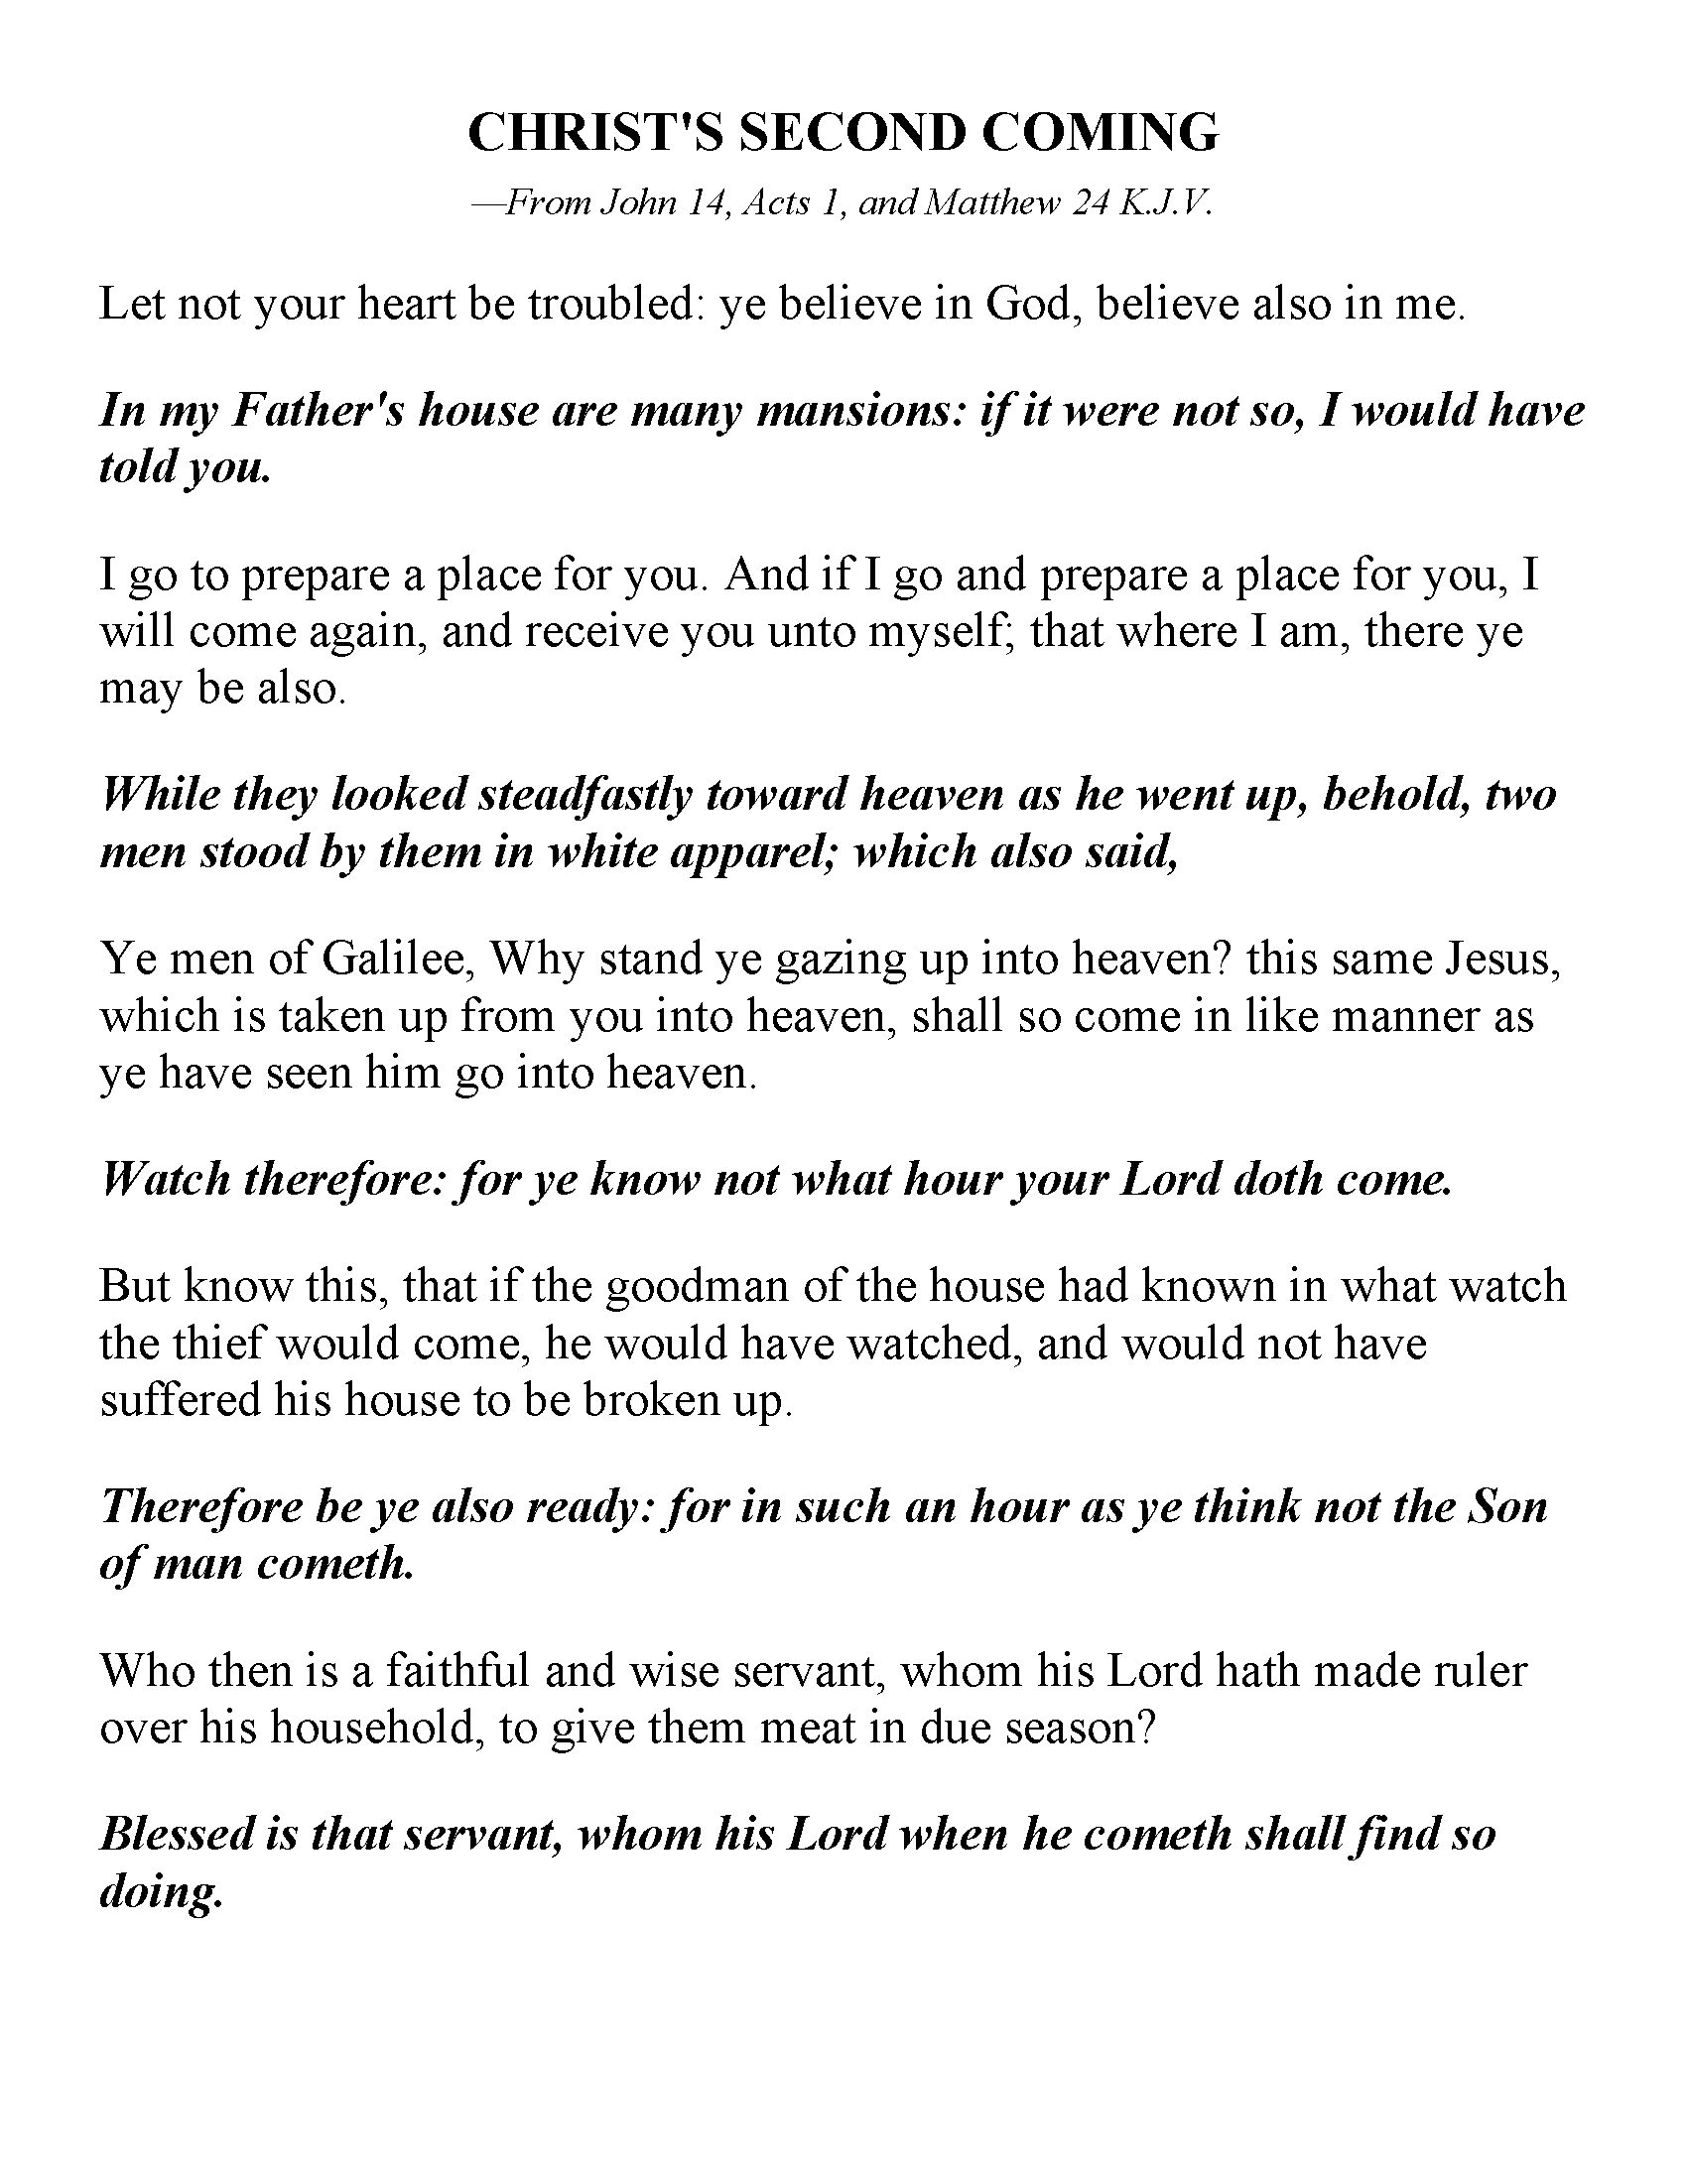 CHRIST'S SECOND COMING
—From John 14, Acts 1, and Matthew 24 K.J.V.
Let not your heart be troubled: ye believe in God, believe also in me.
In my Father's house are many mansions: if it were not so, I would have
told you.
I go to prepare a place for you. And if I go and prepare a place for you, I
will come again, and receive you unto myself; that where I am, there ye
may be also.
While they looked steadfastly toward heaven as he went up, behold, two
men stood by them in white apparel; which also said,
Ye men of Galilee, Why stand ye gazing up into heaven? this same Jesus,
which is taken up from you into heaven, shall so come in like manner as
ye have seen him go into heaven.
Watch therefore: for ye know not what hour your Lord doth come.
But know this, that if the goodman of the house had known in what watch
the thief would come, he would have watched, and would not have
suffered his house to be broken up.
Therefore be ye also ready: for in such an hour as ye think not the Son
of man cometh.
Who then is a faithful and wise servant, whom his Lord hath made ruler
over his household, to give them meat in due season?
Blessed is that servant, whom his Lord when he cometh shall find so
doing.